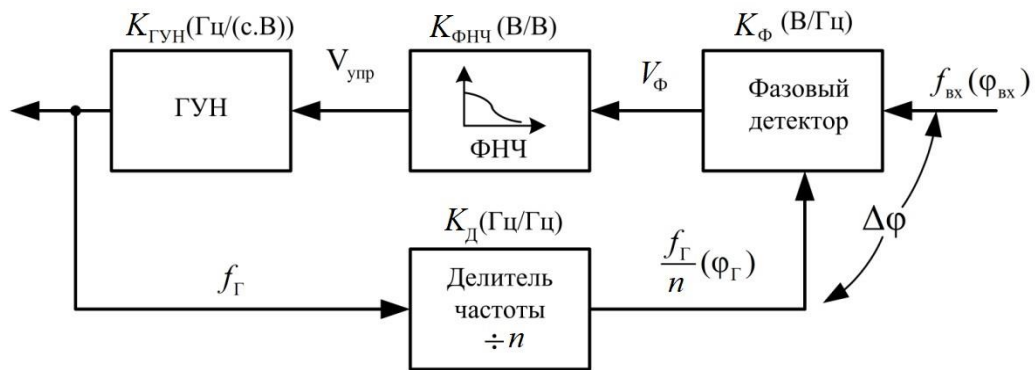 K_ГУН(Гц/(с.В))
K_ФНЧ(В/В)
K_Ф (В/Гц)
V_упр
V_Ф
f_вх(φ_вх)
ГУН
ФНЧ
Фазовый
детектор
Δφ
K_Д(Гц/Гц)
f_Г
Делитель
частоты
÷n
f_Г/n(φ_Г)